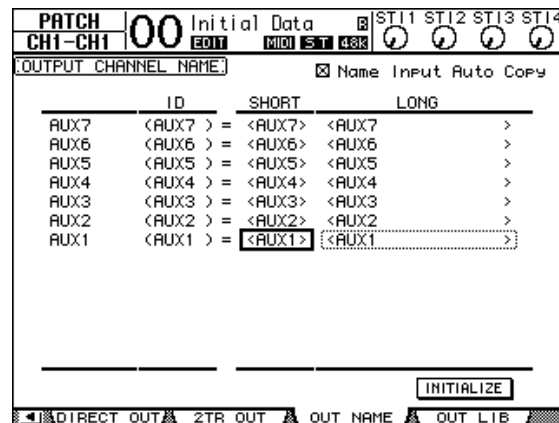 PATCH
CH1-CH1
00 Initial Data R
EDIT MIDI ST 48K
STI1 STI2 STI3 STI4
OUTPUT CHANNEL NAME
Name Input Auto Copy
ID SHORT LONG
AUX7 (AUX7 ) = <AUX7> <AUX7 >
AUX6 (AUX6 ) = <AUX6> <AUX6 >
AUX5 (AUX5 ) = <AUX5> <AUX5 >
AUX4 (AUX4 ) = <AUX4> <AUX4 >
AUX3 (AUX3 ) = <AUX3> <AUX3 >
AUX2 (AUX2 ) = <AUX2> <AUX2 >
AUX1 (AUX1 ) = <AUX1> <AUX1 >
INITIALIZE
DIRECT OUT 2TR OUT OUT NAME OUT LIB